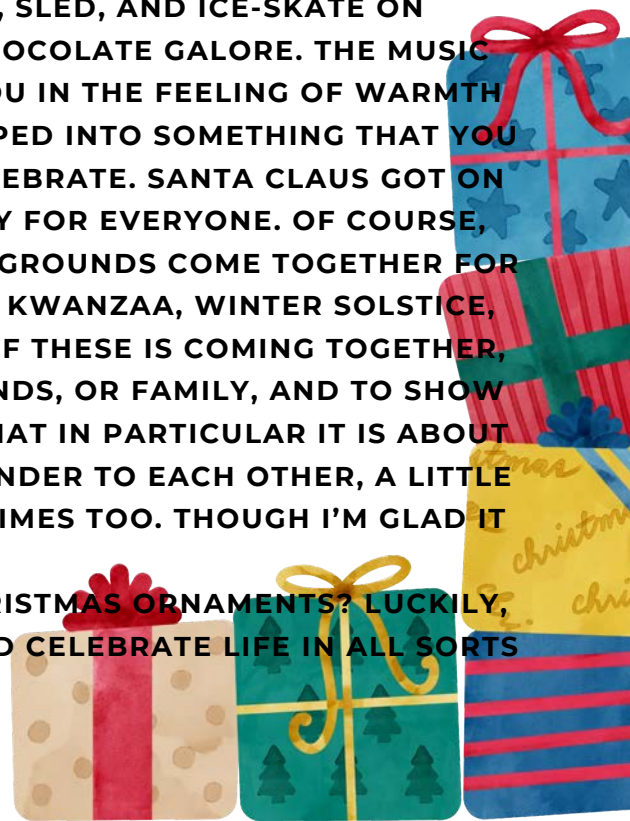 , SLED, AND ICE-SKATE ON
OCOLATE GALORE. THE MUSIC
OU IN THE FEELING OF WARMTH
PED INTO SOMETHING THAT YOU
EBRATE. SANTA CLAUS GOT ON
Y FOR EVERYONE. OF COURSE,
GROUNDS COME TOGETHER FOR
KWANZAA, WINTER SOLSTICE,
F THESE IS COMING TOGETHER,
NDS, OR FAMILY, AND TO SHOW
HAT IN PARTICULAR IT IS ABOUT
NDER TO EACH OTHER, A LITTLE
IMES TOO. THOUGH I'M GLAD IT
RISTMAS ORNAMENTS? LUCKILY,
D CELEBRATE LIFE IN ALL SORTS
stmas
christm
chri